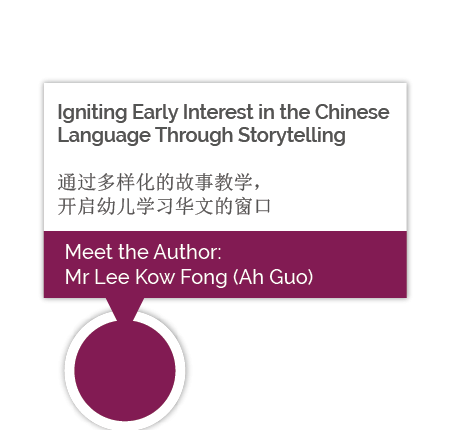 Igniting Early Interest in the Chinese
Language Through Storytelling
通过多样化的故事教学，
开启幼儿学习华文的窗口
Meet the Author:
Mr Lee Kow Fong (Ah Guo)